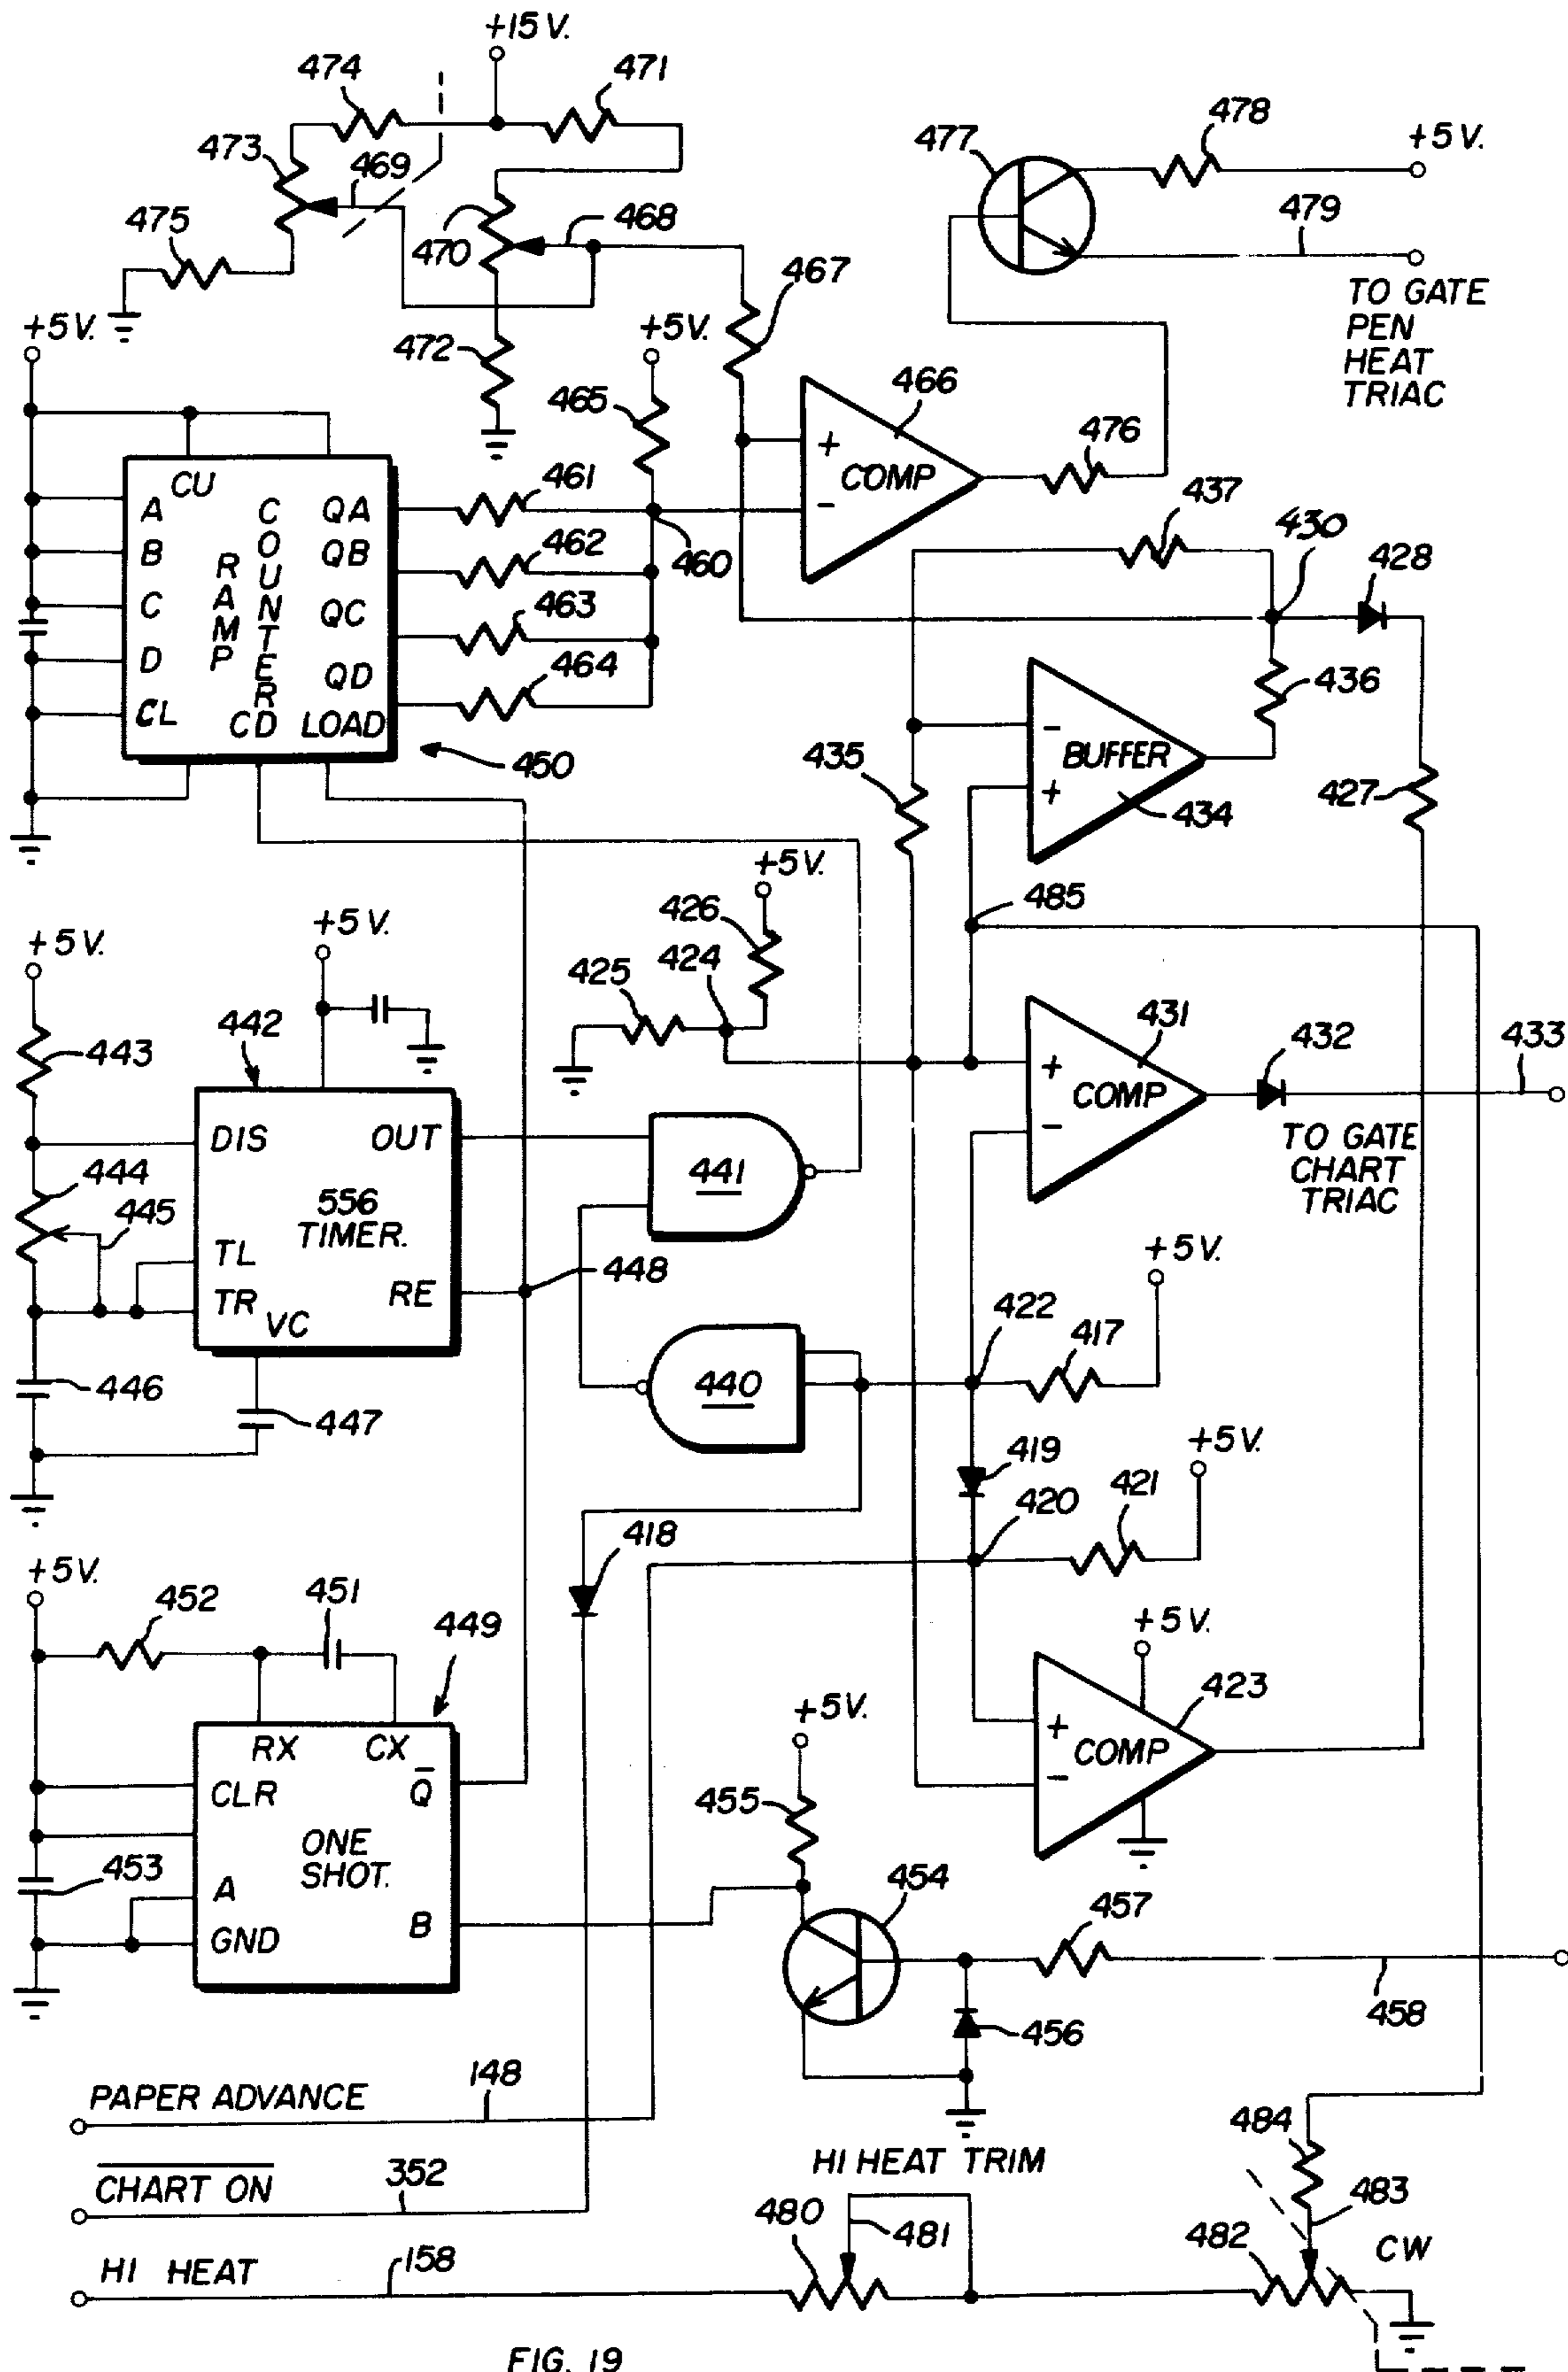 +15 V.
474
471
473
469
477
478
+5 V.
475
470
468
479
467
TO GATE
PEN
HEAT
TRIAC
+5 V.
472
+5 V.
465
466
476
CU
+
COMP
-
437
A
B
C
D
CL
RAMP
COUNTER
QA
QB
QC
QD
CD
LOAD
461
462
463
464
460
430
428
450
435
-
BUFFER
+
434
436
427
+5 V.
426
424
425
485
+5 V.
+5 V.
442
443
444
445
DIS
OUT
556
TIMER.
TL
TR
VC
RE
441
448
431
+
COMP
-
432
433
TO GATE
CHART
TRIAC
446
447
440
422
417
+5 V.
419
420
421
+5 V.
418
+5 V.
452
451
449
RX
CX
CLR
Q̅
ONE
SHOT.
A
GND
B
453
+5 V.
423
+
COMP
-
+5 V.
455
454
457
456
458
PAPER ADVANCE
148
C̅H̅A̅R̅T̅ O̅N̅
352
HI HEAT
158
HI HEAT TRIM
480
481
484
483
482
CW
FIG. 19